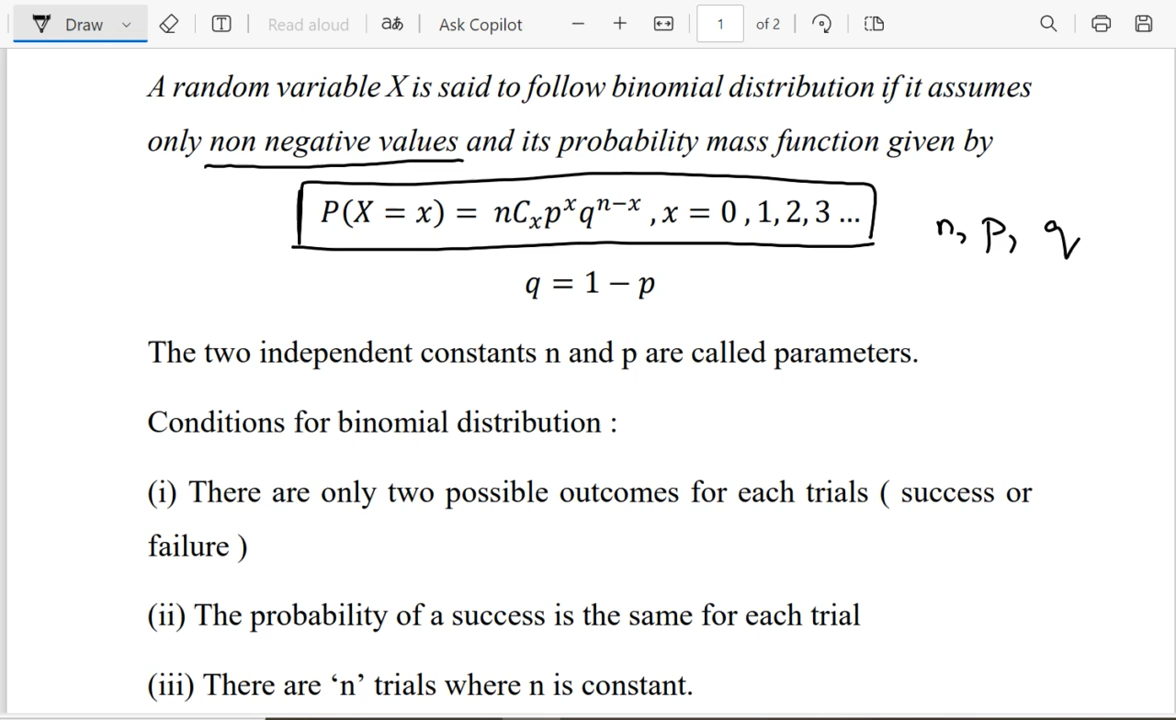 Draw Read aloud aあ Ask Copilot 1 of 2
A random variable X is said to follow binomial distribution if it assumes
only non negative values and its probability mass function given by
P(X = x) = nCₓpˣqⁿ⁻ˣ , x = 0 , 1, 2, 3 ...
n, p, q
q = 1 − p
The two independent constants n and p are called parameters.
Conditions for binomial distribution :
(i) There are only two possible outcomes for each trials ( success or
failure )
(ii) The probability of a success is the same for each trial
(iii) There are ‘n’ trials where n is constant.